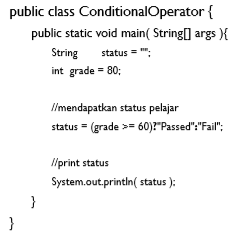 public class ConditionalOperator {
public static void main( String[] args ){
String status = "";
int grade = 80;
//mendapatkan status pelajar
status = (grade >= 60)?"Passed":"Fail";
//print status
System.out.println( status );
}
}